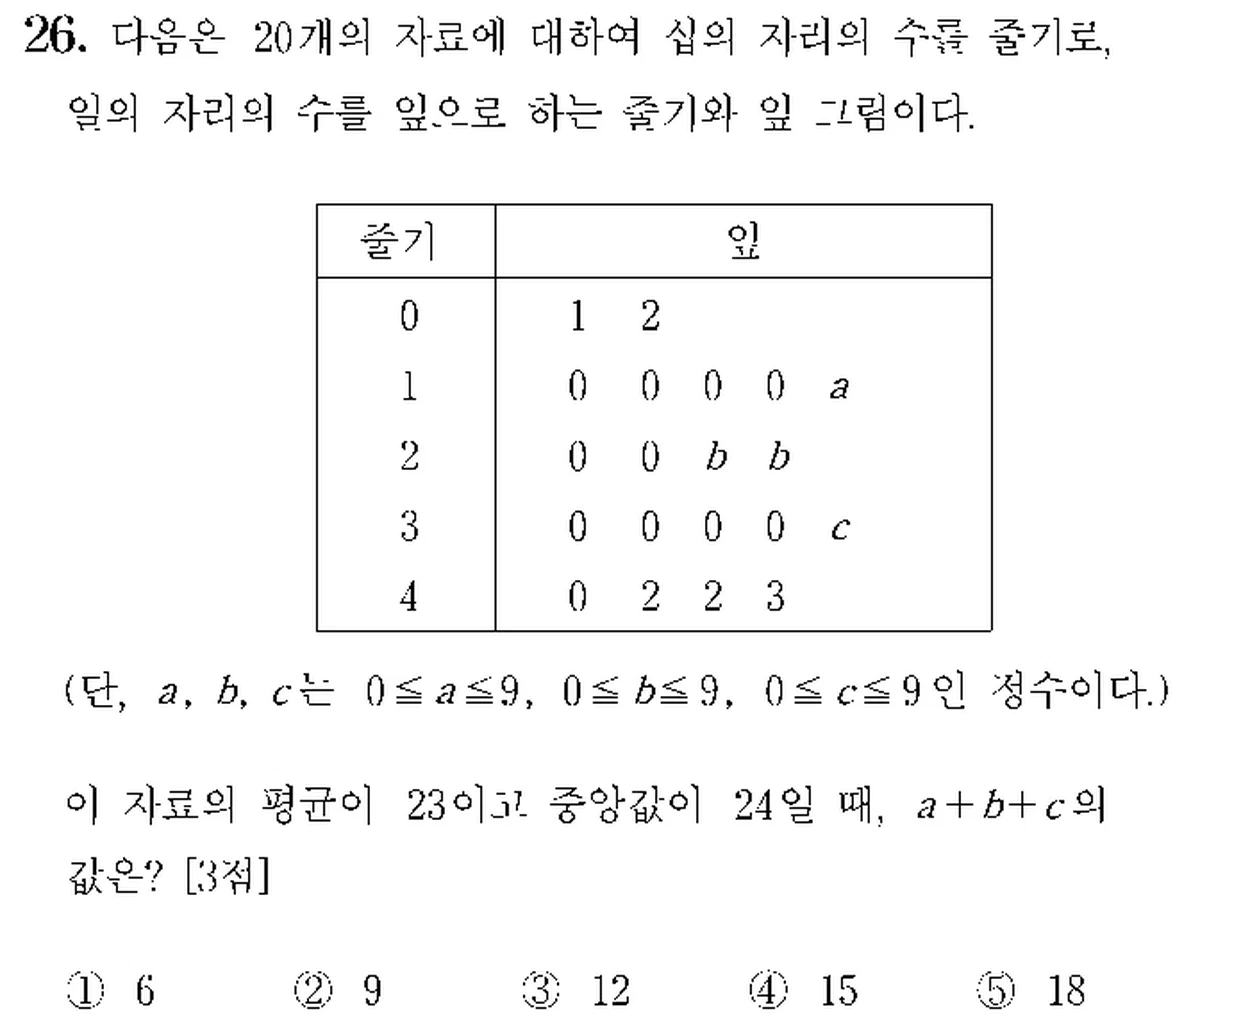 26. 다음은 20개의 자료에 대하여 십의 자리의 수를 줄기로,
일의 자리의 수를 잎으로 하는 줄기와 잎 그림이다.
줄기 잎
0 1 2
1 0 0 0 0 a
2 0 0 b b
3 0 0 0 0 c
4 0 2 2 3
(단, a, b, c는 0≦a≦9, 0≦b≦9, 0≦c≦9인 정수이다.)
이 자료의 평균이 23이고 중앙값이 24일 때, a+b+c의
값은? [3점]
① 6 ② 9 ③ 12 ④ 15 ⑤ 18